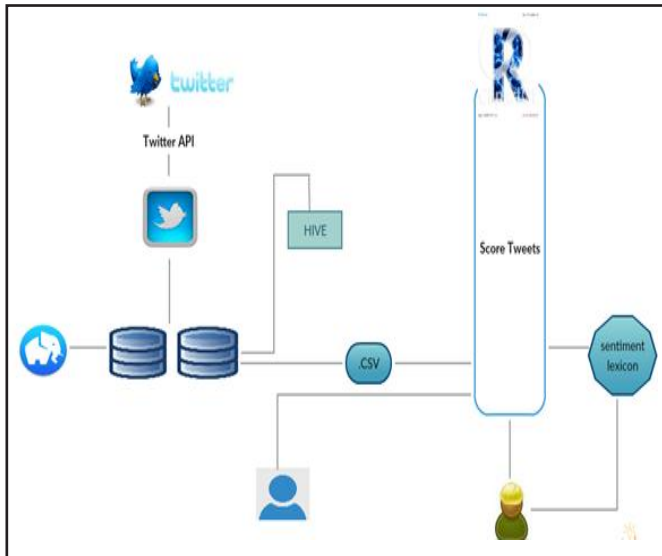 twitter
Twitter API
R
HIVE
Score Tweets
.CSV
sentiment
lexicon